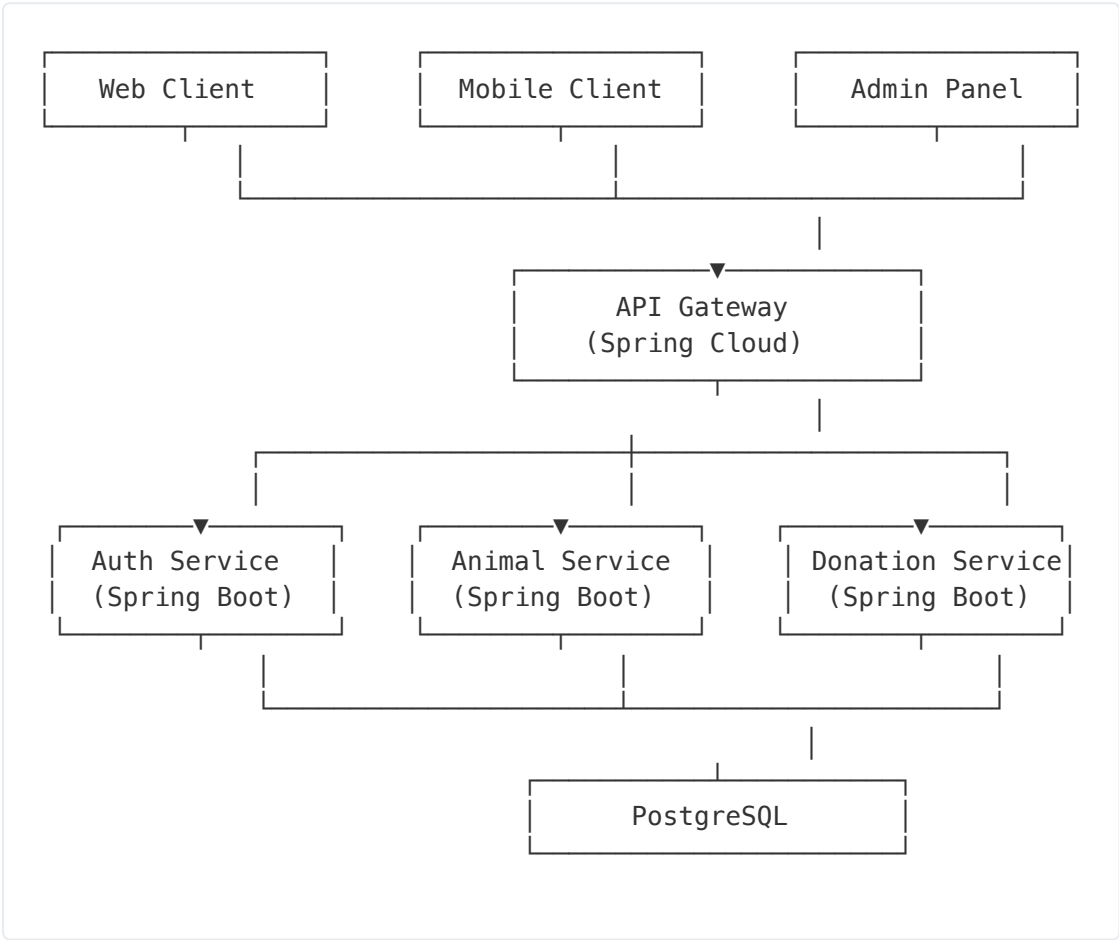 Web Client
Mobile Client
Admin Panel
API Gateway
(Spring Cloud)
Auth Service
(Spring Boot)
Animal Service
(Spring Boot)
Donation Service
(Spring Boot)
PostgreSQL